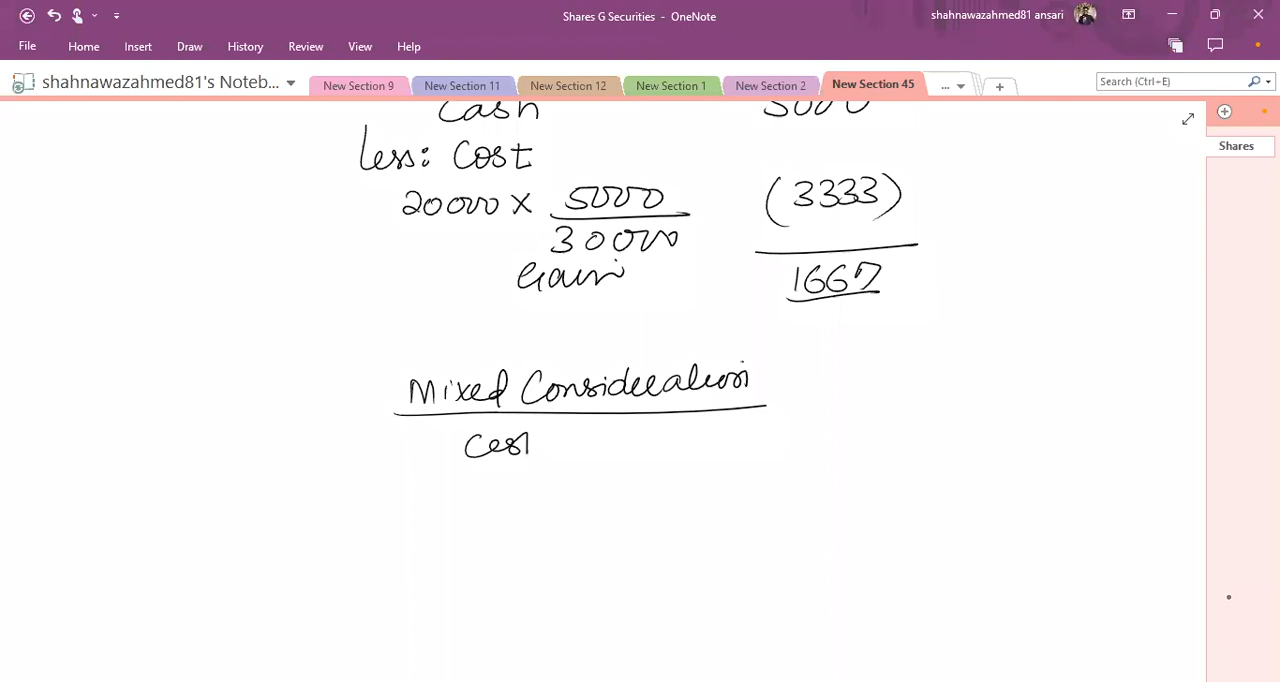 Shares G Securities - OneNote
shahnawazahmed81 ansari
File Home Insert Draw History Review View Help
shahnawazahmed81's Noteb... New Section 9 New Section 11 New Section 12 New Section 1 New Section 2 New Section 45 ... + Search (Ctrl+E)
Shares
Cash 5000
less: Cost
20000 × 5000 (3333)
30000
Gain 1667
Mixed Consideration
Cash